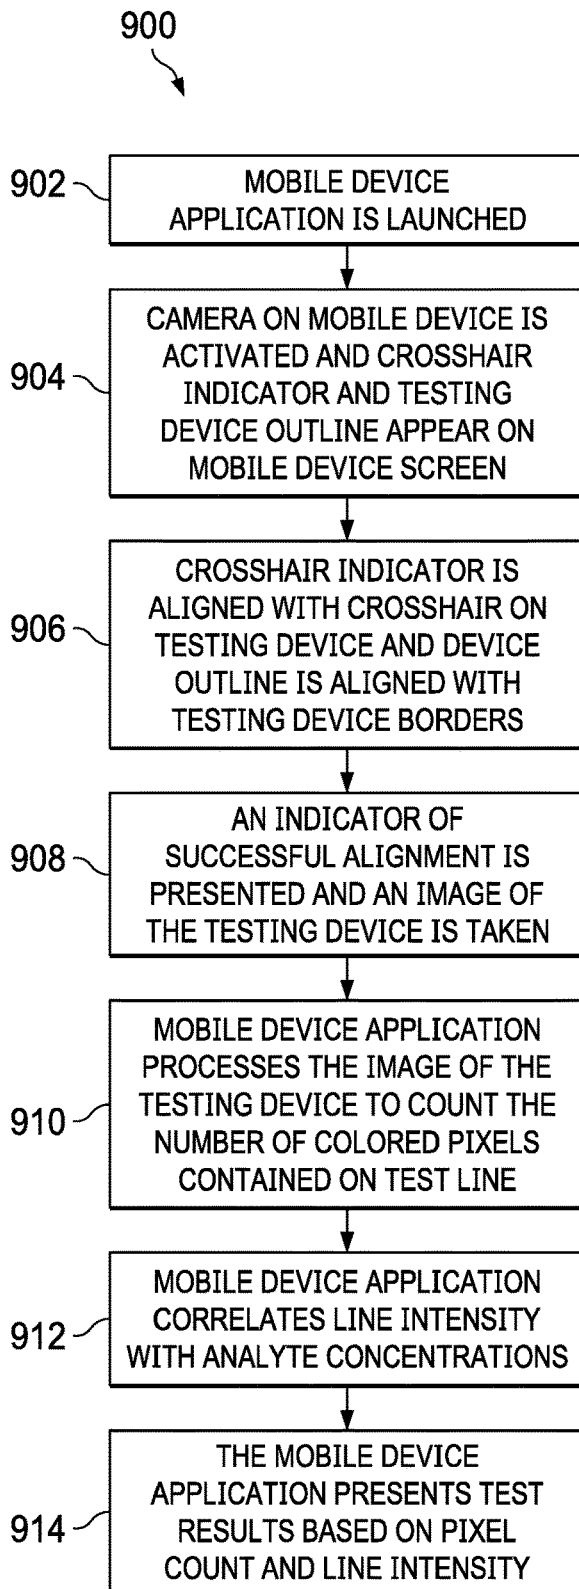 900
902
MOBILE DEVICE
APPLICATION IS LAUNCHED
904
CAMERA ON MOBILE DEVICE IS
ACTIVATED AND CROSSHAIR
INDICATOR AND TESTING
DEVICE OUTLINE APPEAR ON
MOBILE DEVICE SCREEN
906
CROSSHAIR INDICATOR IS
ALIGNED WITH CROSSHAIR ON
TESTING DEVICE AND DEVICE
OUTLINE IS ALIGNED WITH
TESTING DEVICE BORDERS
908
AN INDICATOR OF
SUCCESSFUL ALIGNMENT IS
PRESENTED AND AN IMAGE OF
THE TESTING DEVICE IS TAKEN
910
MOBILE DEVICE APPLICATION
PROCESSES THE IMAGE OF THE
TESTING DEVICE TO COUNT THE
NUMBER OF COLORED PIXELS
CONTAINED ON TEST LINE
912
MOBILE DEVICE APPLICATION
CORRELATES LINE INTENSITY
WITH ANALYTE CONCENTRATIONS
914
THE MOBILE DEVICE
APPLICATION PRESENTS TEST
RESULTS BASED ON PIXEL
COUNT AND LINE INTENSITY